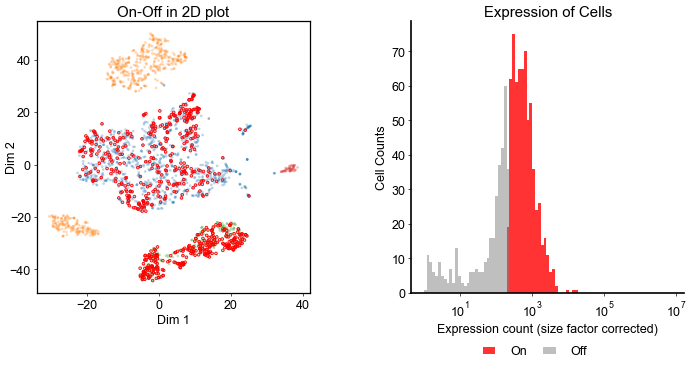 On-Off in 2D plot
40
20
0
−20
−40
Dim 2
−20
0
20
40
Dim 1
Expression of Cells
70
60
50
40
30
20
10
0
Cell Counts
10^1
10^3
10^5
10^7
Expression count (size factor corrected)
On
Off